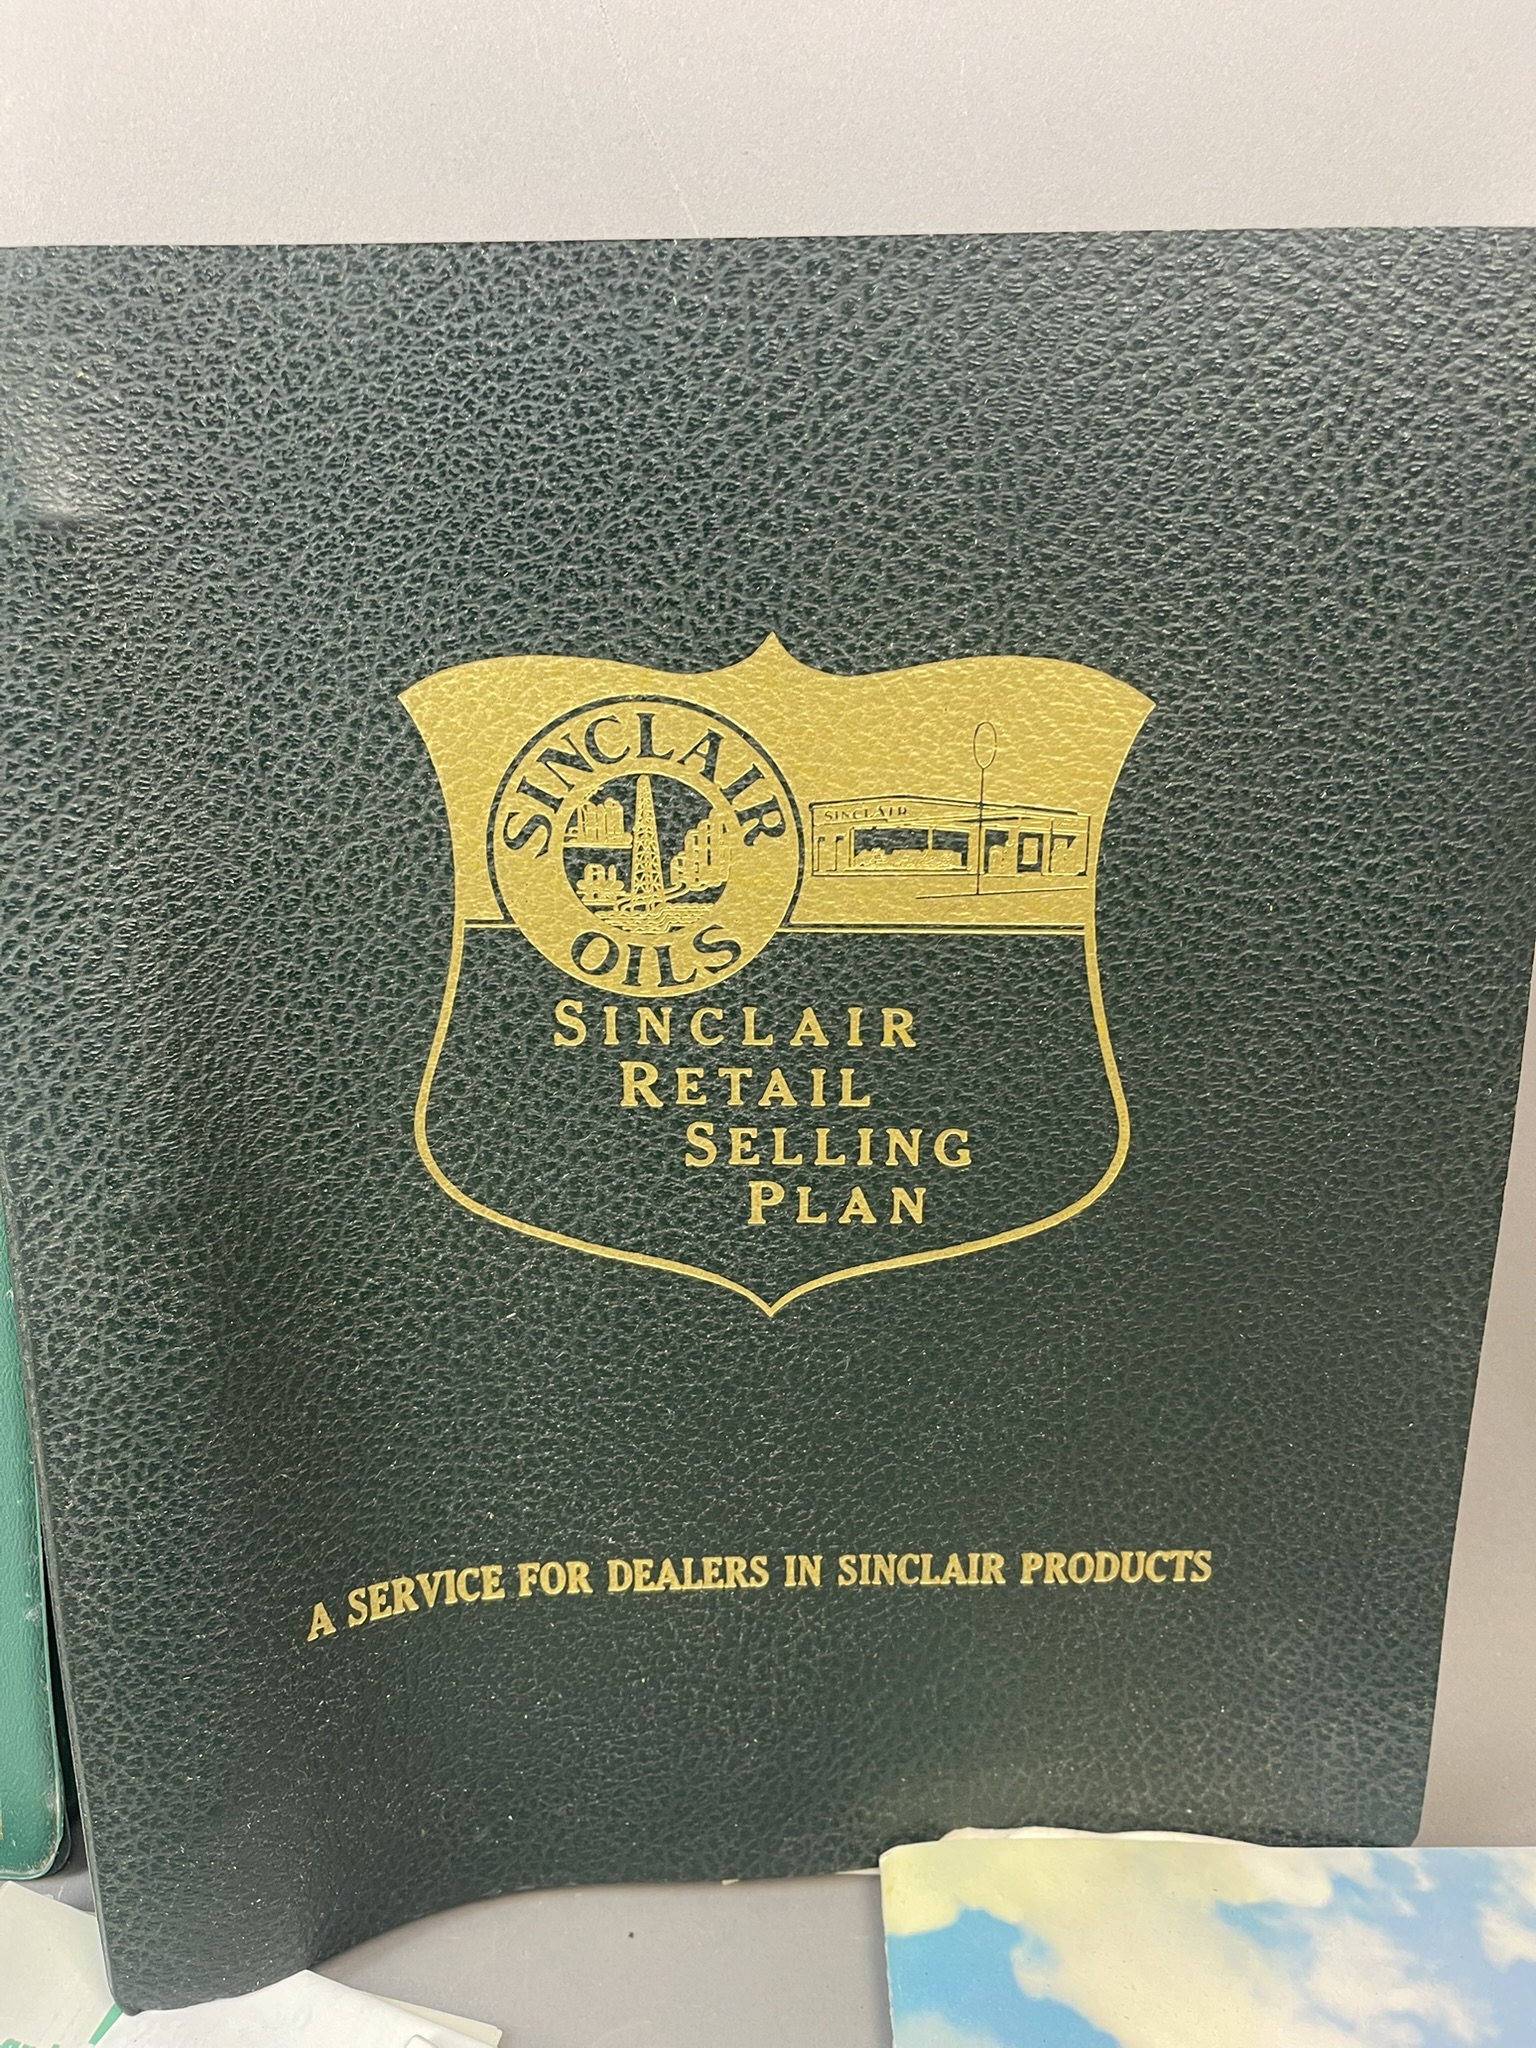 SINCLAIR
OILS
SINCLAIR
SINCLAIR
RETAIL
SELLING
PLAN
A SERVICE FOR DEALERS IN SINCLAIR PRODUCTS